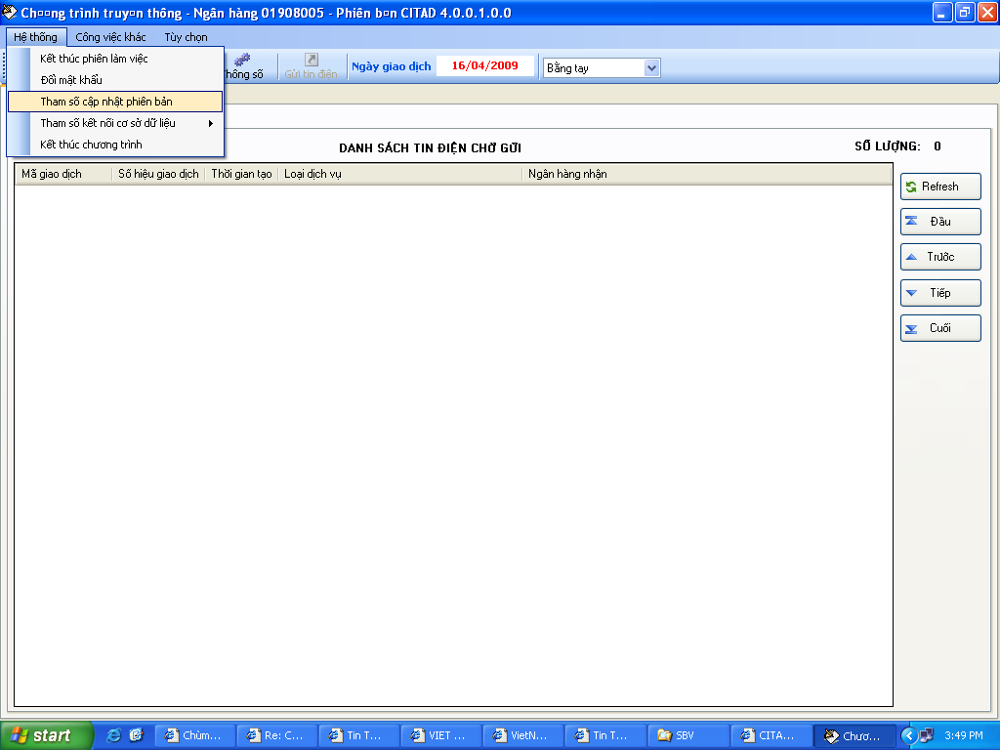 Ch¤¤ng trình truy¤n thông - Ngân hàng 01908005 - Phiên b¤n CITAD 4.0.0.1.0.0
Hệ thống Công việc khác Tùy chọn
Kết thúc phiên làm việc
Đổi mật khẩu
Tham số cập nhật phiên bản
Tham số kết nối cơ sở dữ liệu
Kết thúc chương trình
hông số Gửi tin điện Ngày giao dịch 16/04/2009 Bằng tay
DANH SÁCH TIN ĐIỆN CHỜ GỬI SỐ LƯỢNG: 0
Mã giao dịch Số hiệu giao dịch Thời gian tạo Loại dịch vụ Ngân hàng nhận
Refresh
Đầu
Trước
Tiếp
Cuối
start Chùm... Re: C... Tin T... VIET ... VietN... Tin T... SBV CITA... Chươ... 3:49 PM